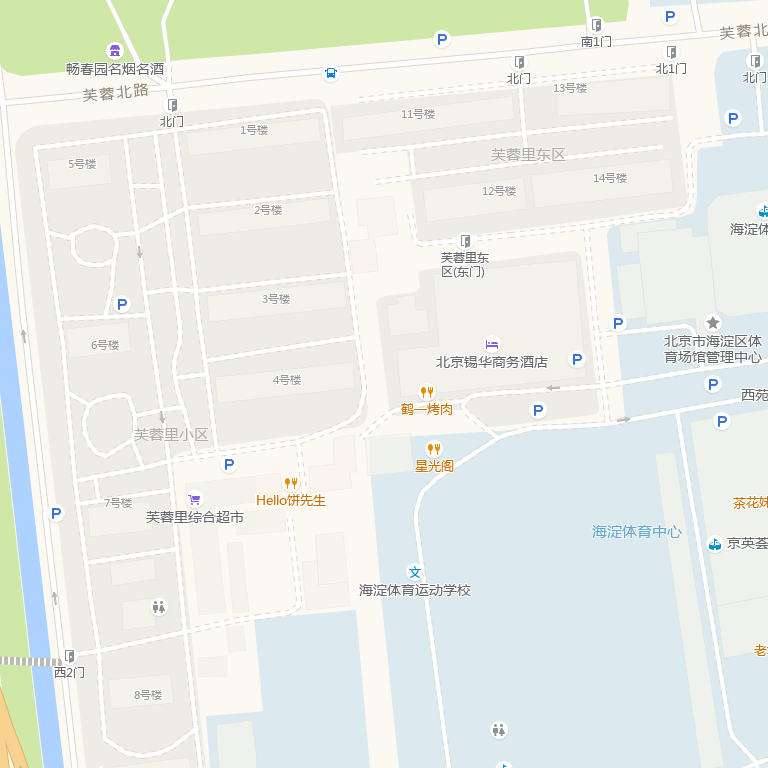 南1门
芙蓉北
P
P
北门
北1门
北门
畅春园名烟名酒
芙蓉北路
北门
13号楼
11号楼
P
1号楼
芙蓉里东区
5号楼
14号楼
12号楼
2号楼
海淀体
芙蓉里东
区(东门)
3号楼
P
P
北京市海淀区体
育场馆管理中心
6号楼
北京锡华商务酒店
P
4号楼
P
西苑
鹤一烤肉
P
P
芙蓉里小区
P
星光阁
7号楼
Hello饼先生
茶花妹
P
芙蓉里综合超市
海淀体育中心
京英荟
文
海淀体育运动学校
老
西2门
8号楼